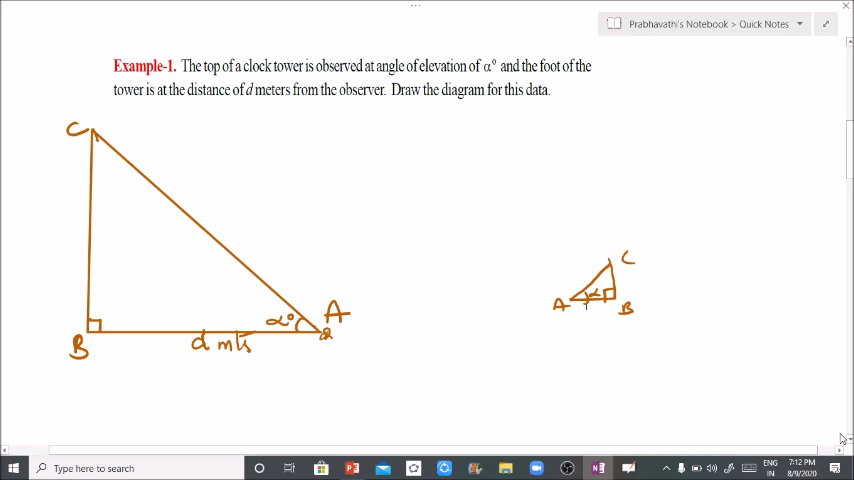 Prabhavathi's Notebook > Quick Notes
Example-1. The top of a clock tower is observed at angle of elevation of α° and the foot of the
tower is at the distance of d meters from the observer. Draw the diagram for this data.
C
C
A
α
B
α°
A
B
d mts
Type here to search
ENG
IN
7:12 PM
8/9/2020